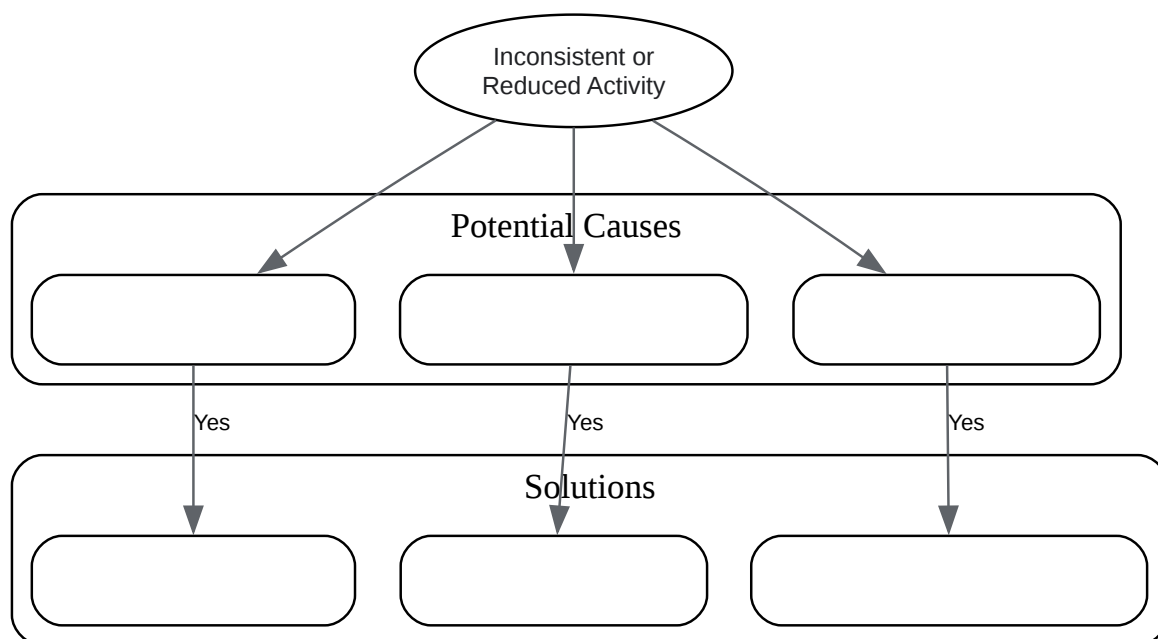 Inconsistent or
Reduced Activity
Potential Causes
Yes
Yes
Yes
Solutions